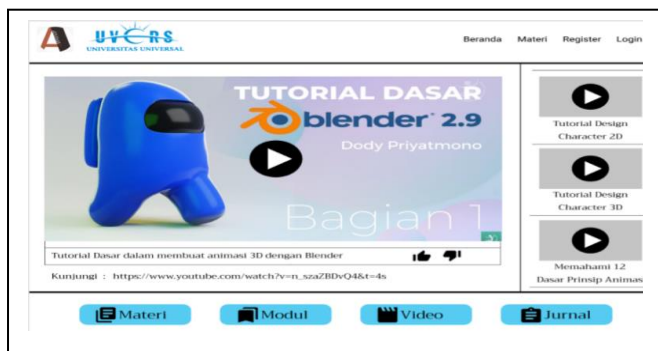 UVERS
UNIVERSITAS UNIVERSAL
Beranda Materi Register Login
TUTORIAL DASAR
blender 2.9
Dody Priyatmono
Bagian 1
Tutorial Dasar dalam membuat animasi 3D dengan Blender
Kunjungi : https://www.youtube.com/watch?v=n_szaZBDvQ4&t=4s
Tutorial Design
Character 2D
Tutorial Design
Character 3D
Memahami 12
Dasar Prinsip Animas
Materi Modul Video Jurnal